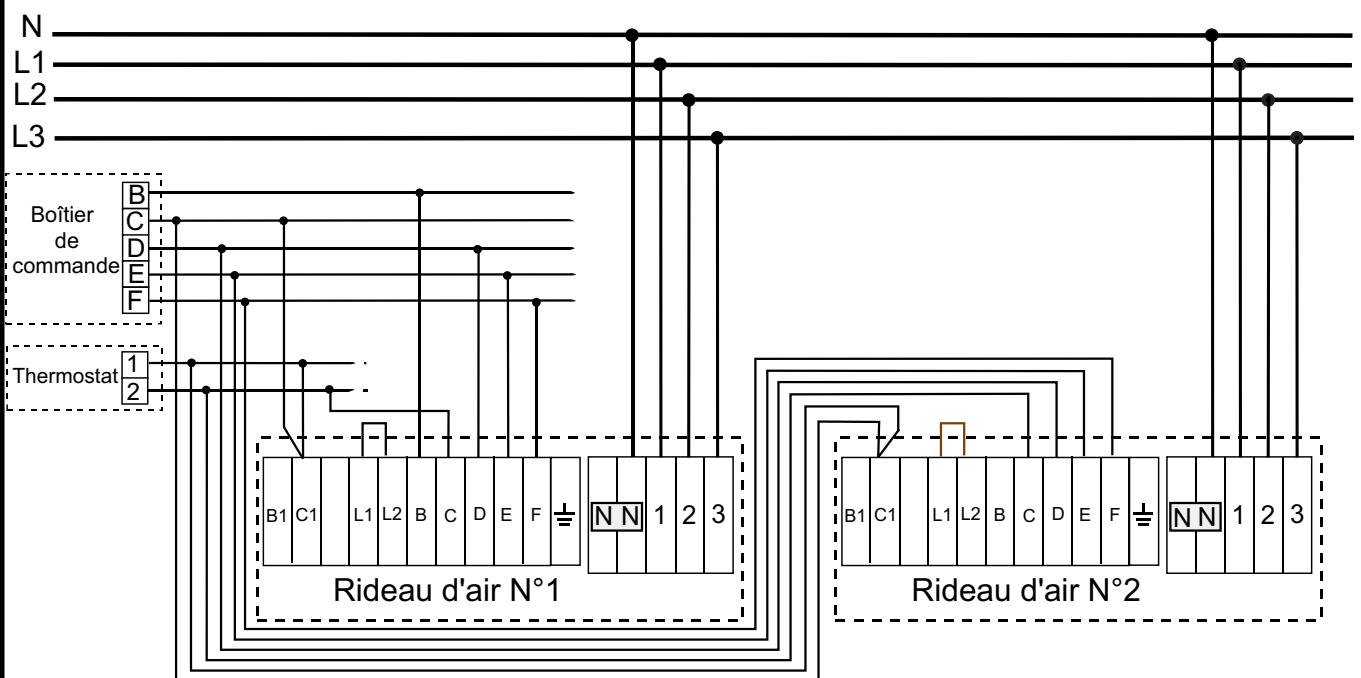 N
L1
L2
L3
Boîtier
de
commande
B
C
D
E
F
Thermostat
1
2
B1 C1 L1 L2 B C D E F
N N 1 2 3
Rideau d'air N°1
B1 C1 L1 L2 B C D E F
N N 1 2 3
Rideau d'air N°2